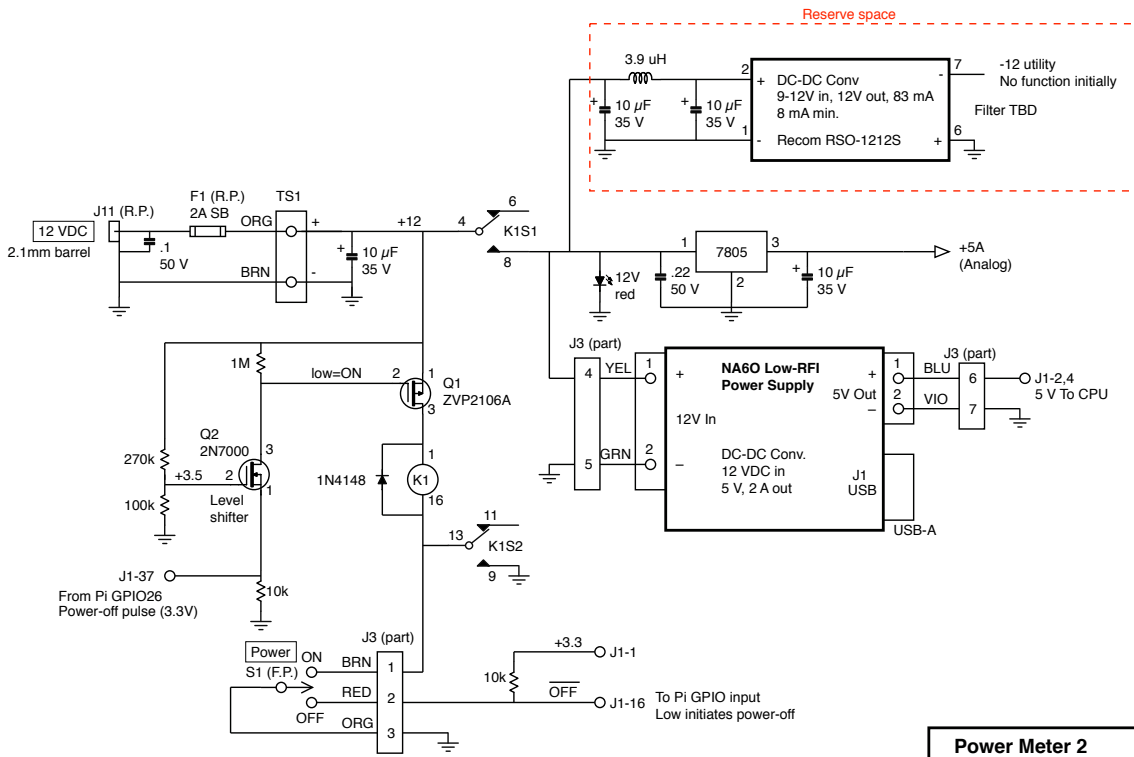 Reserve space
3.9 uH
2
+
DC-DC Conv
9-12V in, 12V out, 83 mA
8 mA min.
Recom RSO-1212S
1
-
7
-
-12 utility
No function initially
Filter TBD
6
+
+
10 µF
35 V
+
10 µF
35 V
J11 (R.P.)
12 VDC
2.1mm barrel
.1
50 V
F1 (R.P.)
2A SB
ORG
BRN
TS1
+
-
+
10 µF
35 V
+12
4
6
K1S1
8
12V
red
.22
50 V
1
7805
3
2
+
10 µF
35 V
+5A
(Analog)
1M
low=ON
2
1
Q1
ZVP2106A
3
Q2
2N7000
3
270k
+3.5
2
1
100k
Level
shifter
1N4148
1
K1
16
11
13
K1S2
9
J1-37
From Pi GPIO26
Power-off pulse (3.3V)
10k
J3 (part)
4
YEL
1
+
5
GRN
2
–
NA6O Low-RFI
Power Supply
12V In
5V Out
DC-DC Conv.
12 VDC in
5 V, 2 A out
+
1
BLU
–
2
VIO
J3 (part)
6
7
J1-2,4
5 V To CPU
J1
USB
USB-A
Power
S1 (F.P.)
ON
OFF
J3 (part)
BRN
1
RED
2
ORG
3
+3.3
J1-1
10k
OFF
J1-16
To Pi GPIO input
Low initiates power-off
Power Meter 2